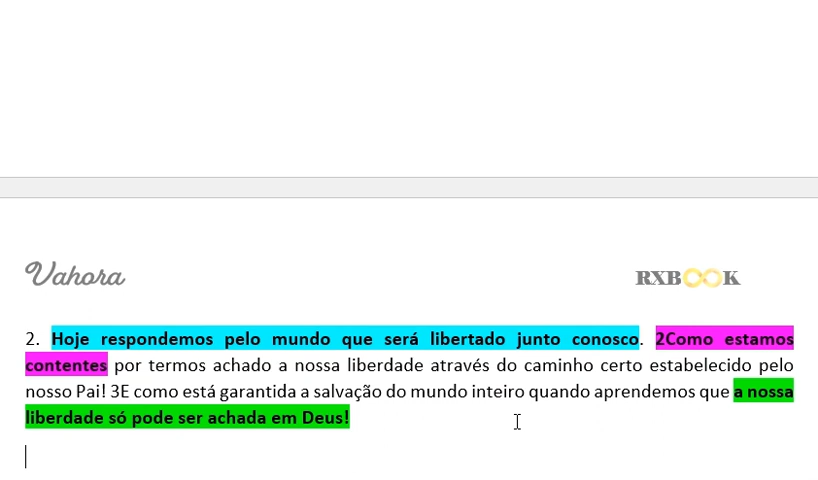 Vahora
RXBOOK
2. Hoje respondemos pelo mundo que será libertado junto conosco. 2Como estamos
contentes por termos achado a nossa liberdade através do caminho certo estabelecido pelo
nosso Pai! 3E como está garantida a salvação do mundo inteiro quando aprendemos que a nossa
liberdade só pode ser achada em Deus!